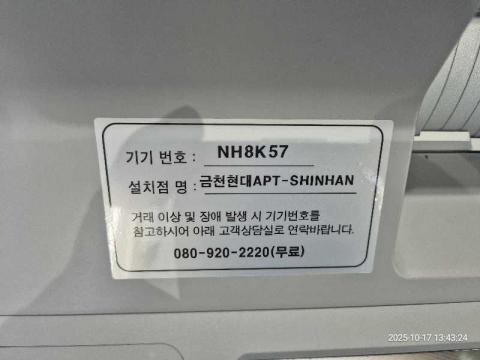 기기 번호 : NH8K57
설치점 명 : 금천현대APT-SHINHAN
거래 이상 및 장애 발생 시 기기번호를
참고하시어 아래 고객상담실로 연락바랍니다.
080-920-2220(무료)
2025-10-17 13:43:24